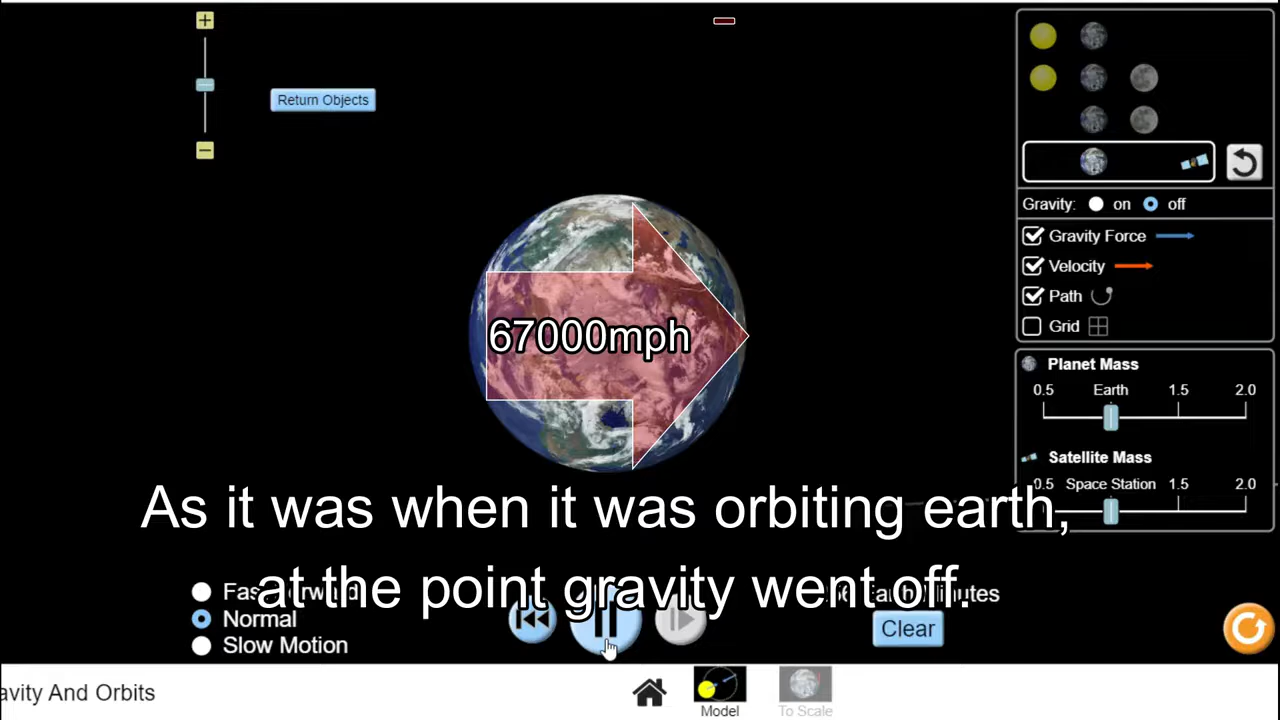 Return Objects
Gravity: on off
Gravity Force
Velocity
Path
Grid
Planet Mass
0.5 Earth 1.5 2.0
Satellite Mass
0.5 Space Station 1.5 2.0
67000mph
As it was when it was orbiting earth,
at the point gravity went off.
Normal
Slow Motion
Clear
avity And Orbits
Model
To Scale